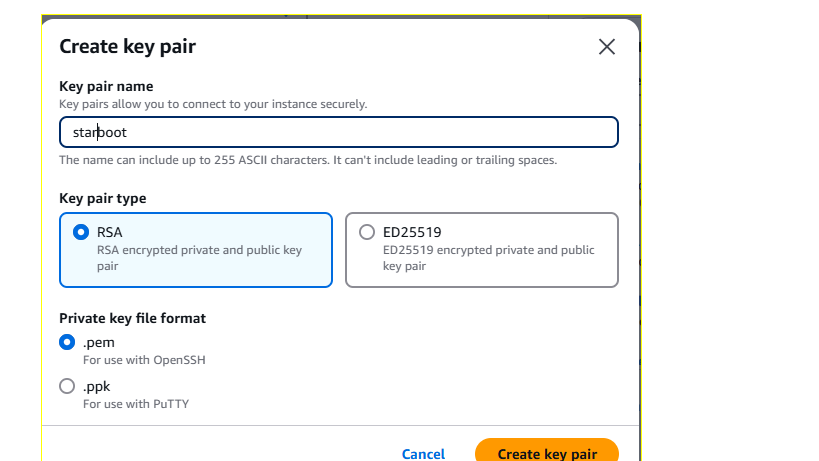 Create key pair
Key pair name
Key pairs allow you to connect to your instance securely.
starboot
The name can include up to 255 ASCII characters. It can't include leading or trailing spaces.
Key pair type
RSA
RSA encrypted private and public key
pair
ED25519
ED25519 encrypted private and public
key pair
Private key file format
.pem
For use with OpenSSH
.ppk
For use with PuTTY
Cancel
Create key pair